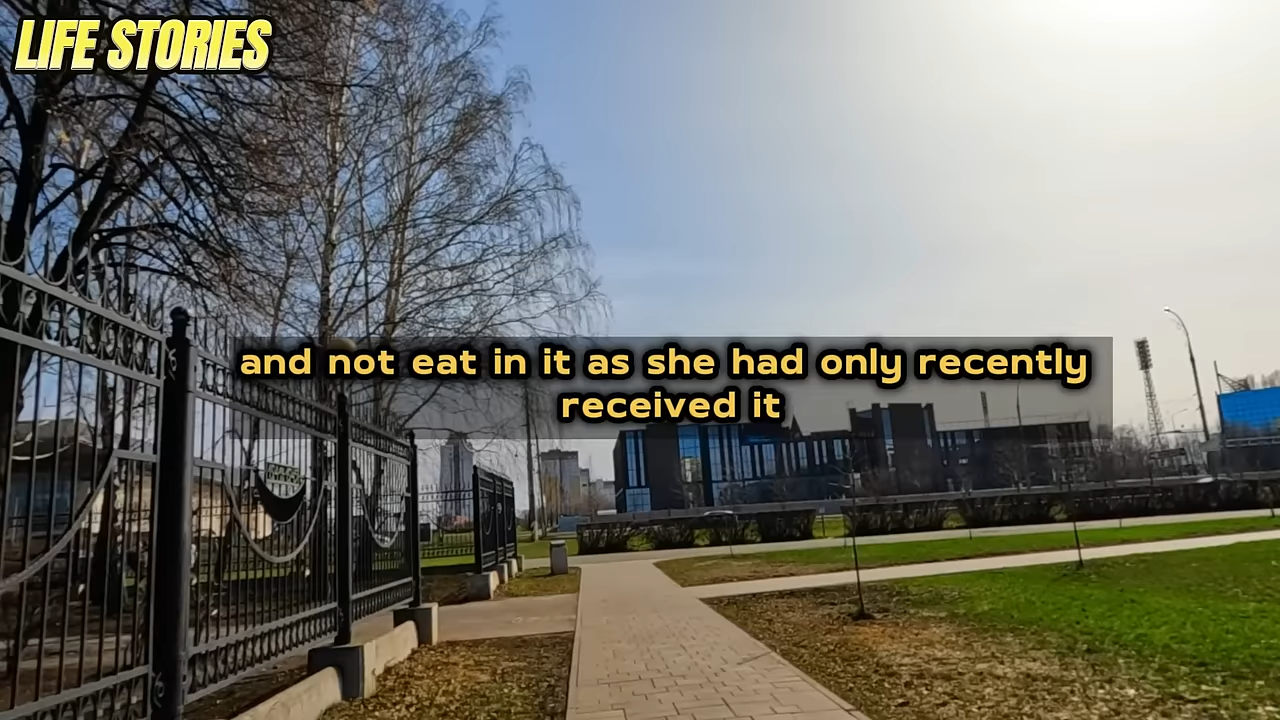 LIFE STORIES
and not eat in it as she had only recently
received it